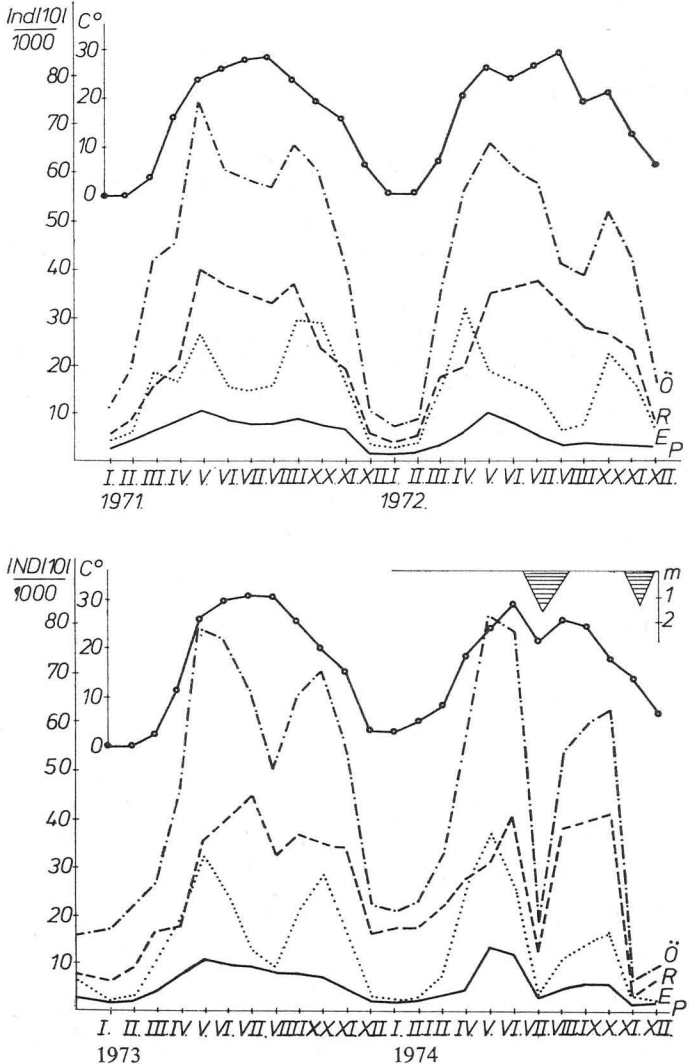 Ind/10l
1000
C°
30
80
20
70
10
60
0
50
40
30
20
10
Ö
R
E
P
I. II. III. IV. V. VI. VII. VIII. IX. X. XI. XII. I. II. III. IV. V. VI. VII. VIII. IX. X. XI. XII.
1971. 1972.
IND/10l
1000
C°
m
30
1
80
2
20
70
10
60
0
50
40
30
20
10
Ö
R
E
P
I. II. III. IV. V. VI. VII. VIII. IX. X. XI. XII. I. II. III. IV. V. VI. VII. VIII. IX. X. XI. XII.
1973 1974